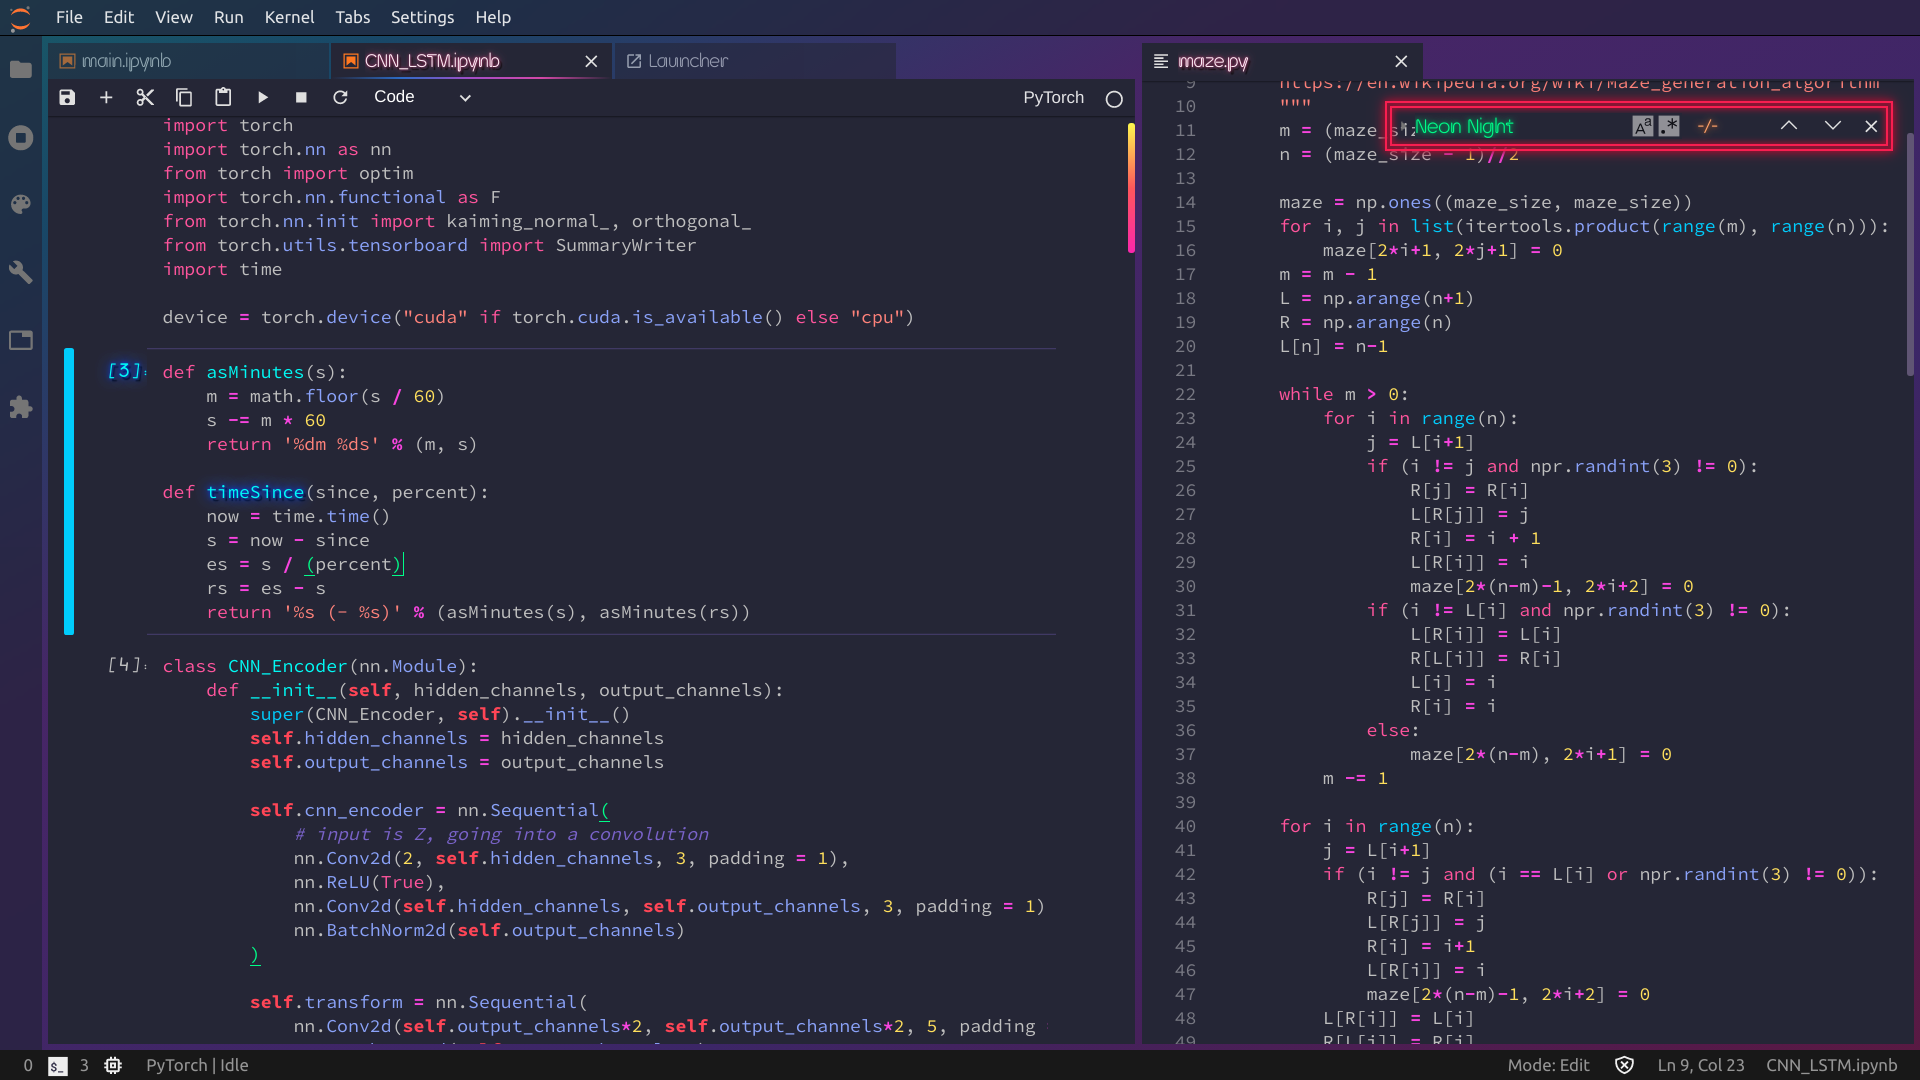 File Edit View Run Kernel Tabs Settings Help
main.ipynb
CNN_LSTM.ipynb
Launcher
Code
PyTorch
import torch
import torch.nn as nn
from torch import optim
import torch.nn.functional as F
from torch.nn.init import kaiming_normal_, orthogonal_
from torch.utils.tensorboard import SummaryWriter
import time
device = torch.device("cuda" if torch.cuda.is_available() else "cpu")
[3]: def asMinutes(s):
m = math.floor(s / 60)
s -= m * 60
return '%dm %ds' % (m, s)
def timeSince(since, percent):
now = time.time()
s = now - since
es = s / (percent)
rs = es - s
return '%s (- %s)' % (asMinutes(s), asMinutes(rs))
[4]: class CNN_Encoder(nn.Module):
def __init__(self, hidden_channels, output_channels):
super(CNN_Encoder, self).__init__()
self.hidden_channels = hidden_channels
self.output_channels = output_channels
self.cnn_encoder = nn.Sequential(
# input is Z, going into a convolution
nn.Conv2d(2, self.hidden_channels, 3, padding = 1),
nn.ReLU(True),
nn.Conv2d(self.hidden_channels, self.output_channels, 3, padding = 1)
nn.BatchNorm2d(self.output_channels)
)
self.transform = nn.Sequential(
nn.Conv2d(self.output_channels*2, self.output_channels*2, 5, padding
maze.py
9 https://en.wikipedia.org/wiki/Maze_generation_algorithm
10 """
Neon Night
Aa .* -/-
11 m = (maze_siz
12 n = (maze_size - 1)//2
13
14 maze = np.ones((maze_size, maze_size))
15 for i, j in list(itertools.product(range(m), range(n))):
16 maze[2*i+1, 2*j+1] = 0
17 m = m - 1
18 L = np.arange(n+1)
19 R = np.arange(n)
20 L[n] = n-1
21
22 while m > 0:
23 for i in range(n):
24 j = L[i+1]
25 if (i != j and npr.randint(3) != 0):
26 R[j] = R[i]
27 L[R[j]] = j
28 R[i] = i + 1
29 L[R[i]] = i
30 maze[2*(n-m)-1, 2*i+2] = 0
31 if (i != L[i] and npr.randint(3) != 0):
32 L[R[i]] = L[i]
33 R[L[i]] = R[i]
34 L[i] = i
35 R[i] = i
36 else:
37 maze[2*(n-m), 2*i+1] = 0
38 m -= 1
39
40 for i in range(n):
41 j = L[i+1]
42 if (i != j and (i == L[i] or npr.randint(3) != 0)):
43 R[j] = R[i]
44 L[R[j]] = j
45 R[i] = i+1
46 L[R[i]] = i
47 maze[2*(n-m)-1, 2*i+2] = 0
48 L[R[i]] = L[i]
49 R[L[i]] = R[i]
0 $_ 3 PyTorch | Idle
Mode: Edit Ln 9, Col 23 CNN_LSTM.ipynb